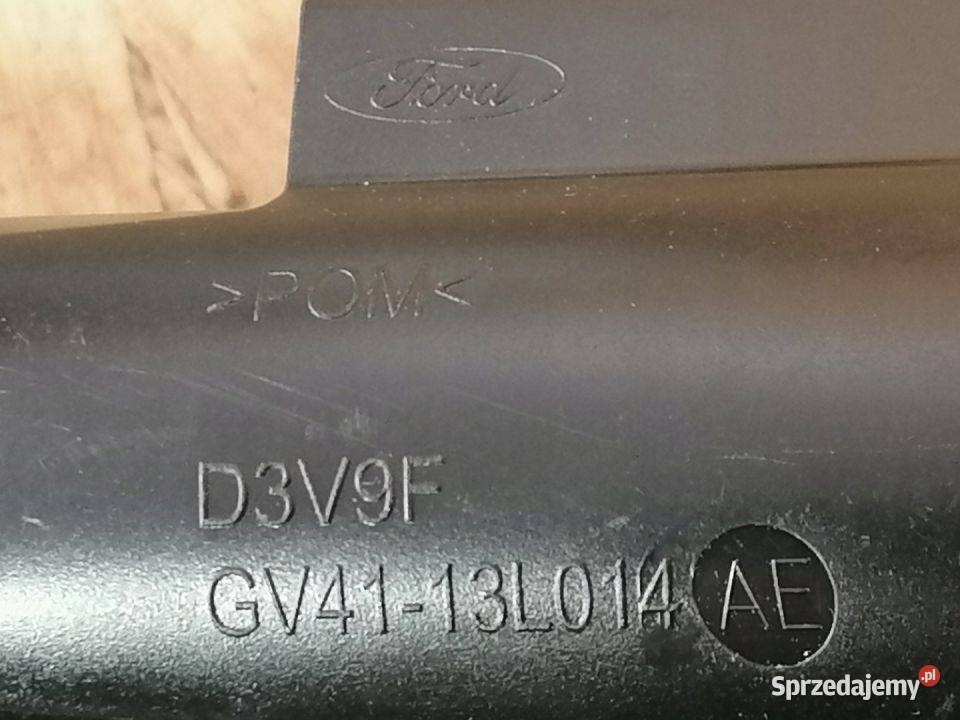 Ford
>POM<
D3V9F
GV41-13L014 AE
Sprzedajemy.pl